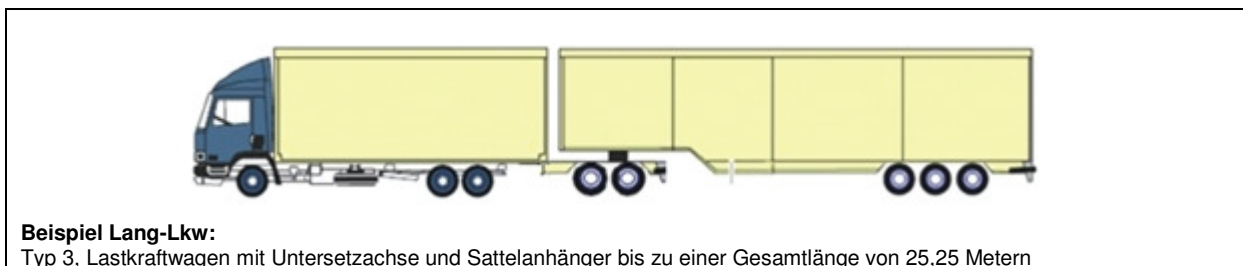 Beispiel Lang-Lkw:
Typ 3, Lastkraftwagen mit Untersetzachse und Sattelanhänger bis zu einer Gesamtlänge von 25,25 Metern